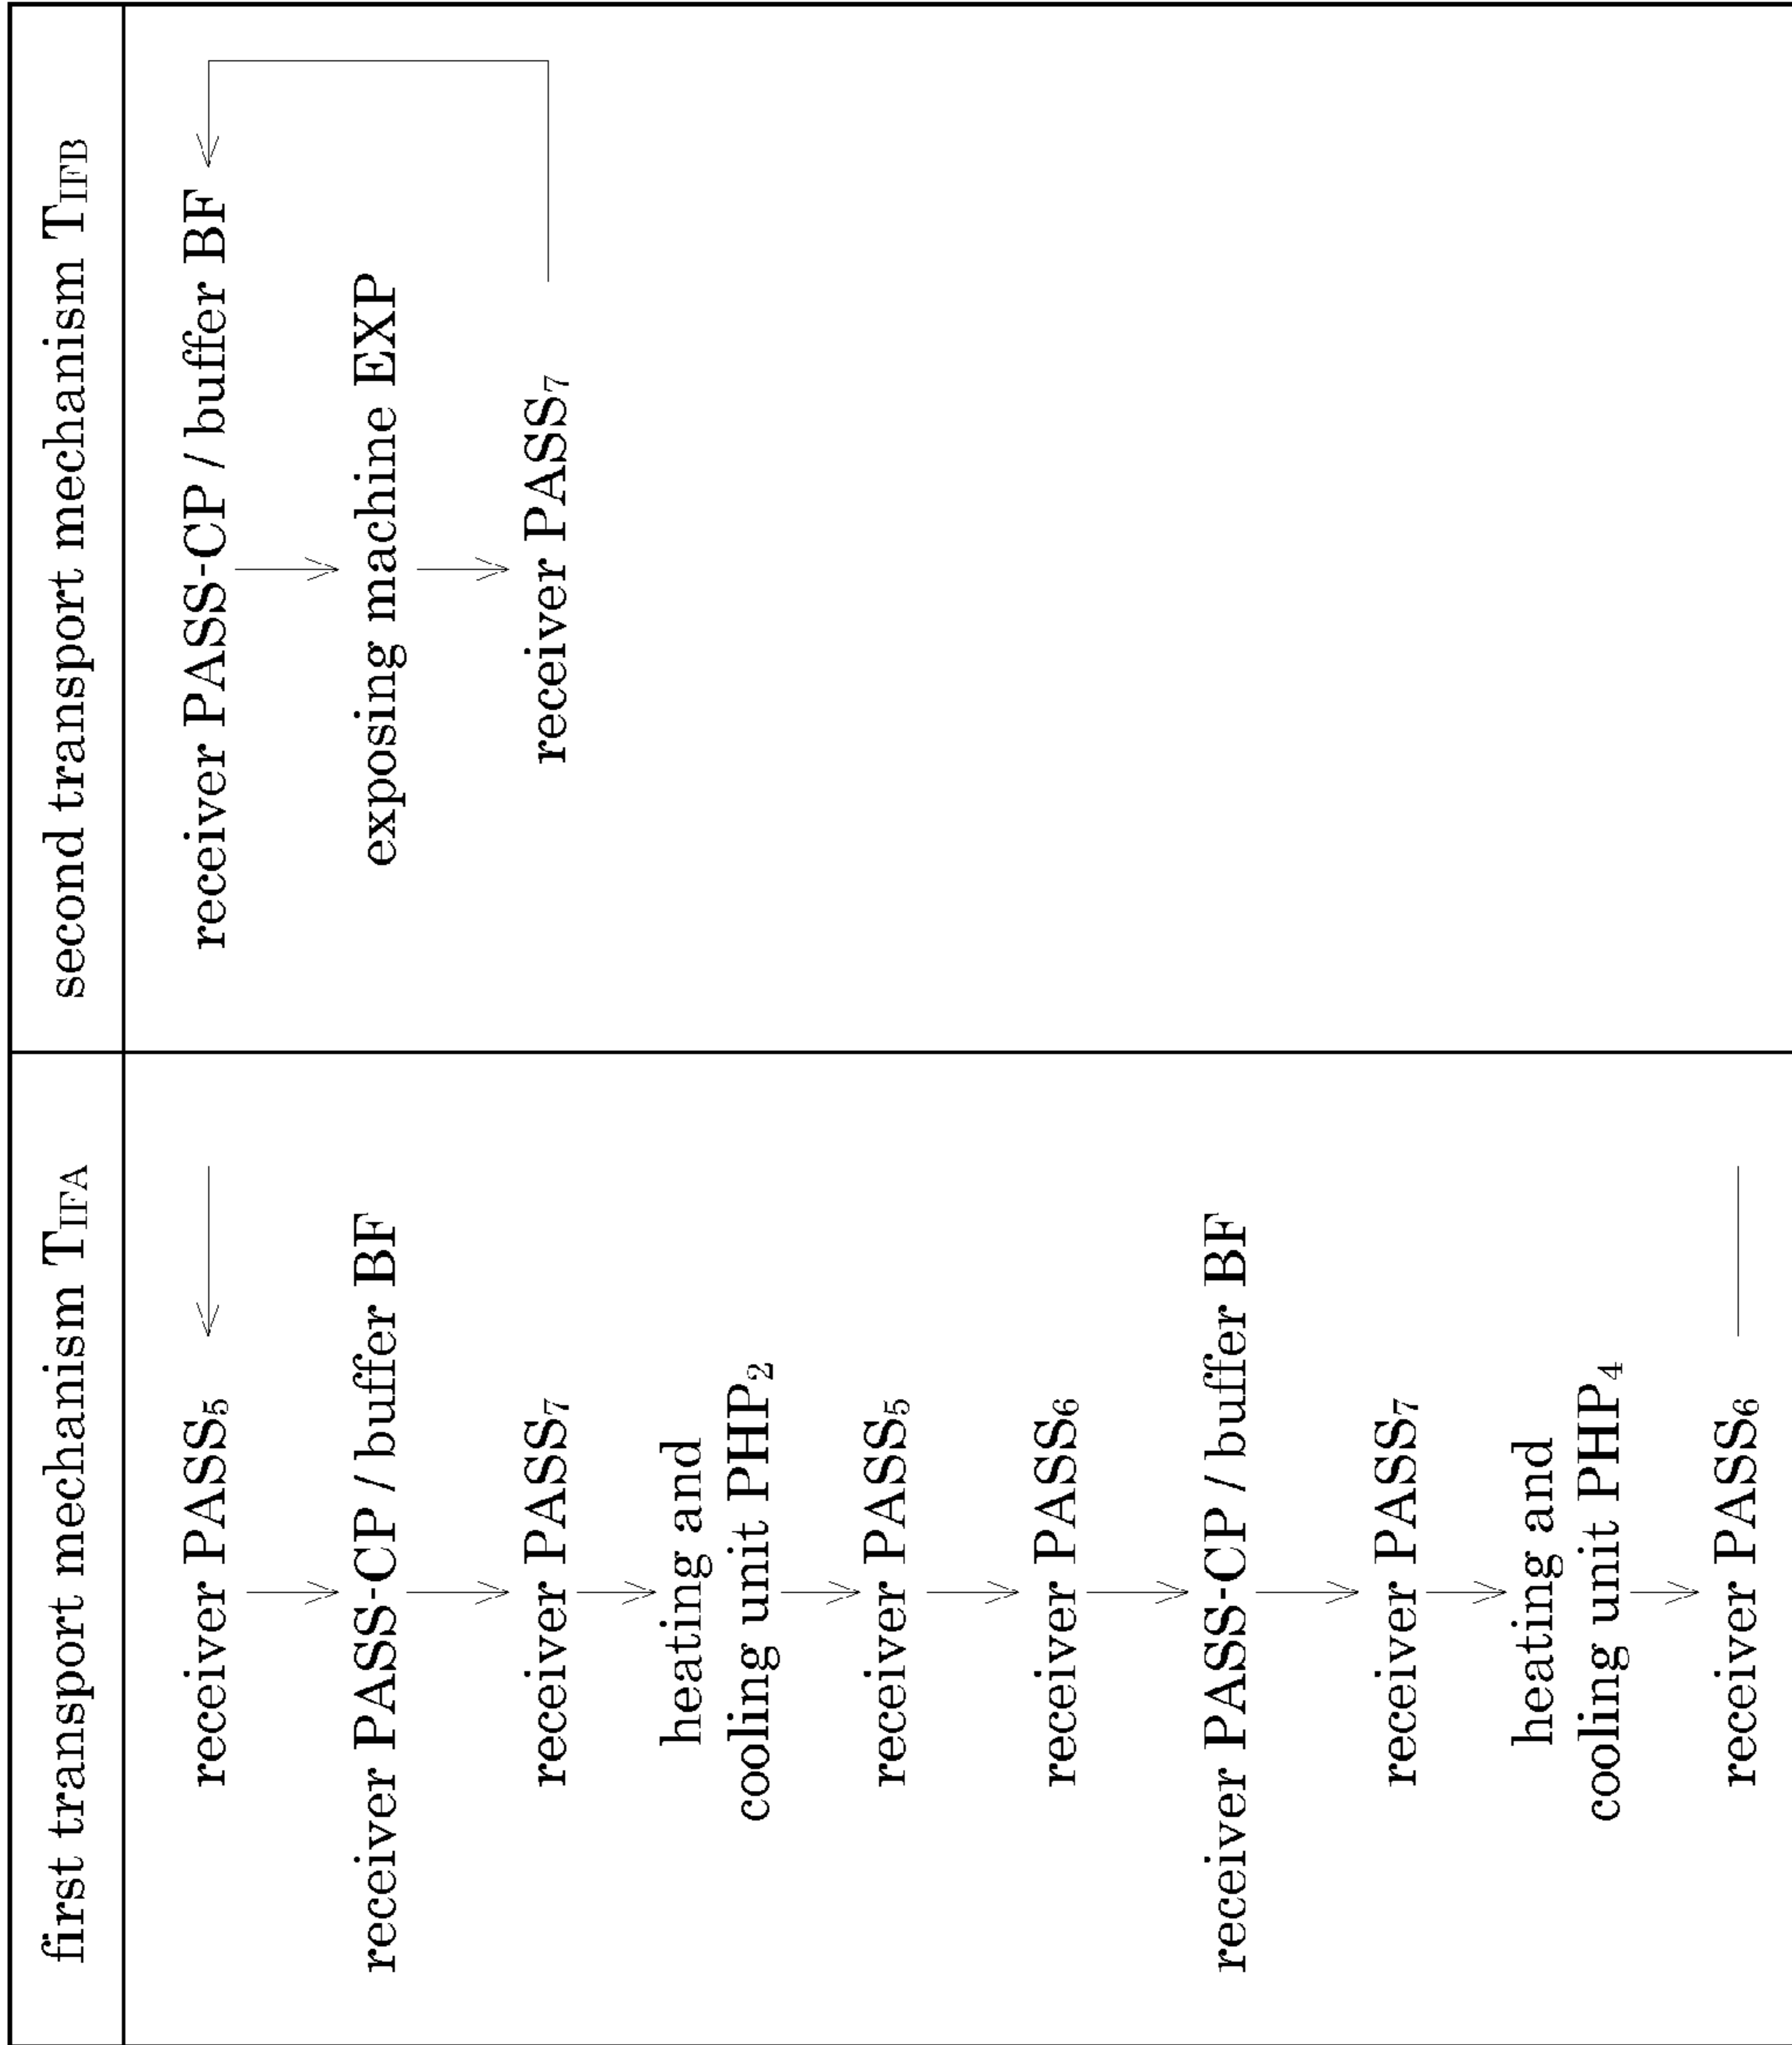 first transport mechanism TIFA
second transport mechanism TIFB
receiver PASS5
receiver PASS-CP / buffer BF
receiver PASS7
heating and
cooling unit PHP2
receiver PASS5
receiver PASS6
receiver PASS-CP / buffer BF
receiver PASS7
heating and
cooling unit PHP4
receiver PASS6
receiver PASS-CP / buffer BF
exposing machine EXP
receiver PASS7